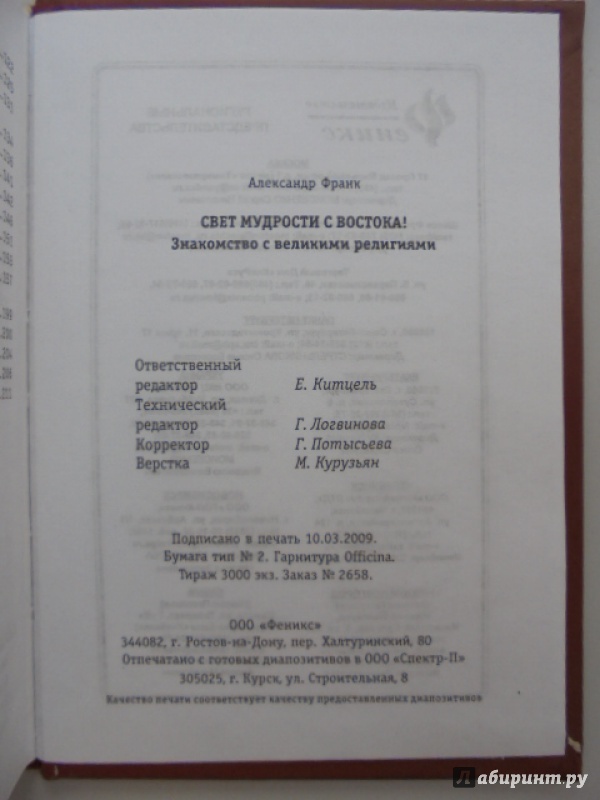 Александр Франк
СВЕТ МУДРОСТИ С ВОСТОКА!
Знакомство с великими религиями
Ответственный
редактор Е. Китцель
Технический
редактор Г. Логвинова
Корректор Г. Потысьева
Верстка М. Курузьян
Подписано в печать 10.03.2009.
Бумага тип № 2. Гарнитура Officina.
Тираж 3000 экз. Заказ № 2658.
ООО «Феникс»
344082, г. Ростов-на-Дону, пер. Халтуринский, 80
Отпечатано с готовых диапозитивов в ООО «Спектр-П»
305025, г. Курск, ул. Строительная, 8
Качество печати соответствует качеству предоставленных диапозитивов
лабиринт.ру